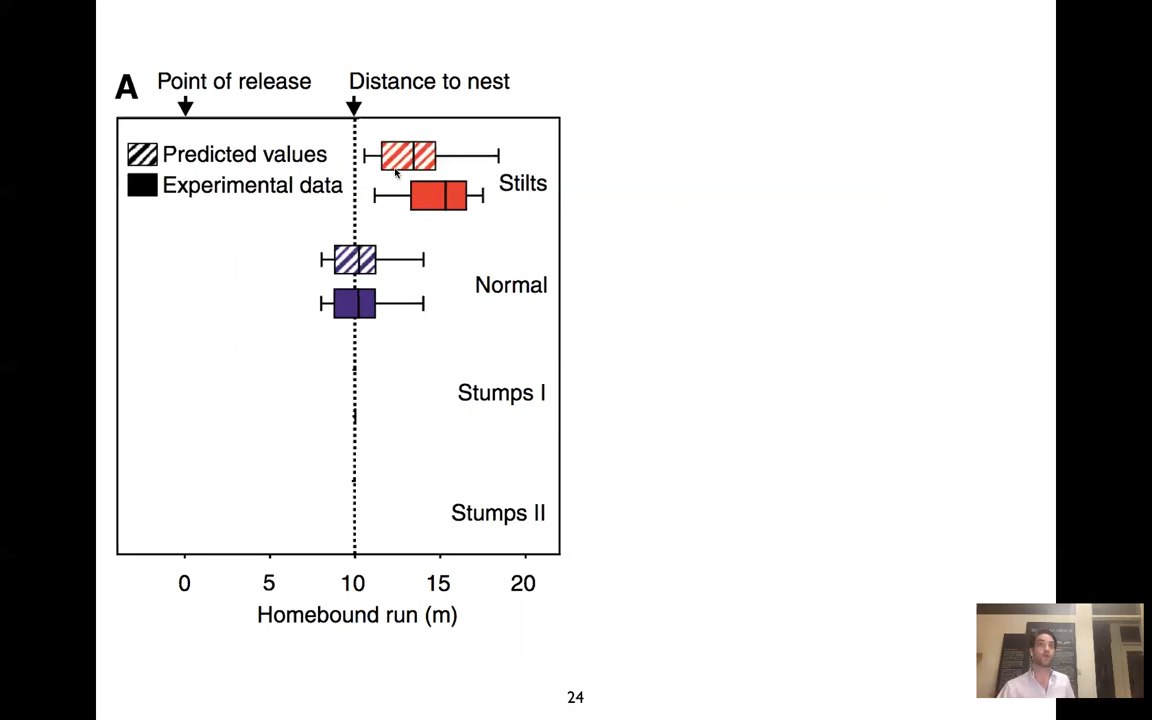 A
Point of release
Distance to nest
Predicted values
Experimental data
Stilts
Normal
Stumps I
Stumps II
0 5 10 15 20
Homebound run (m)
24